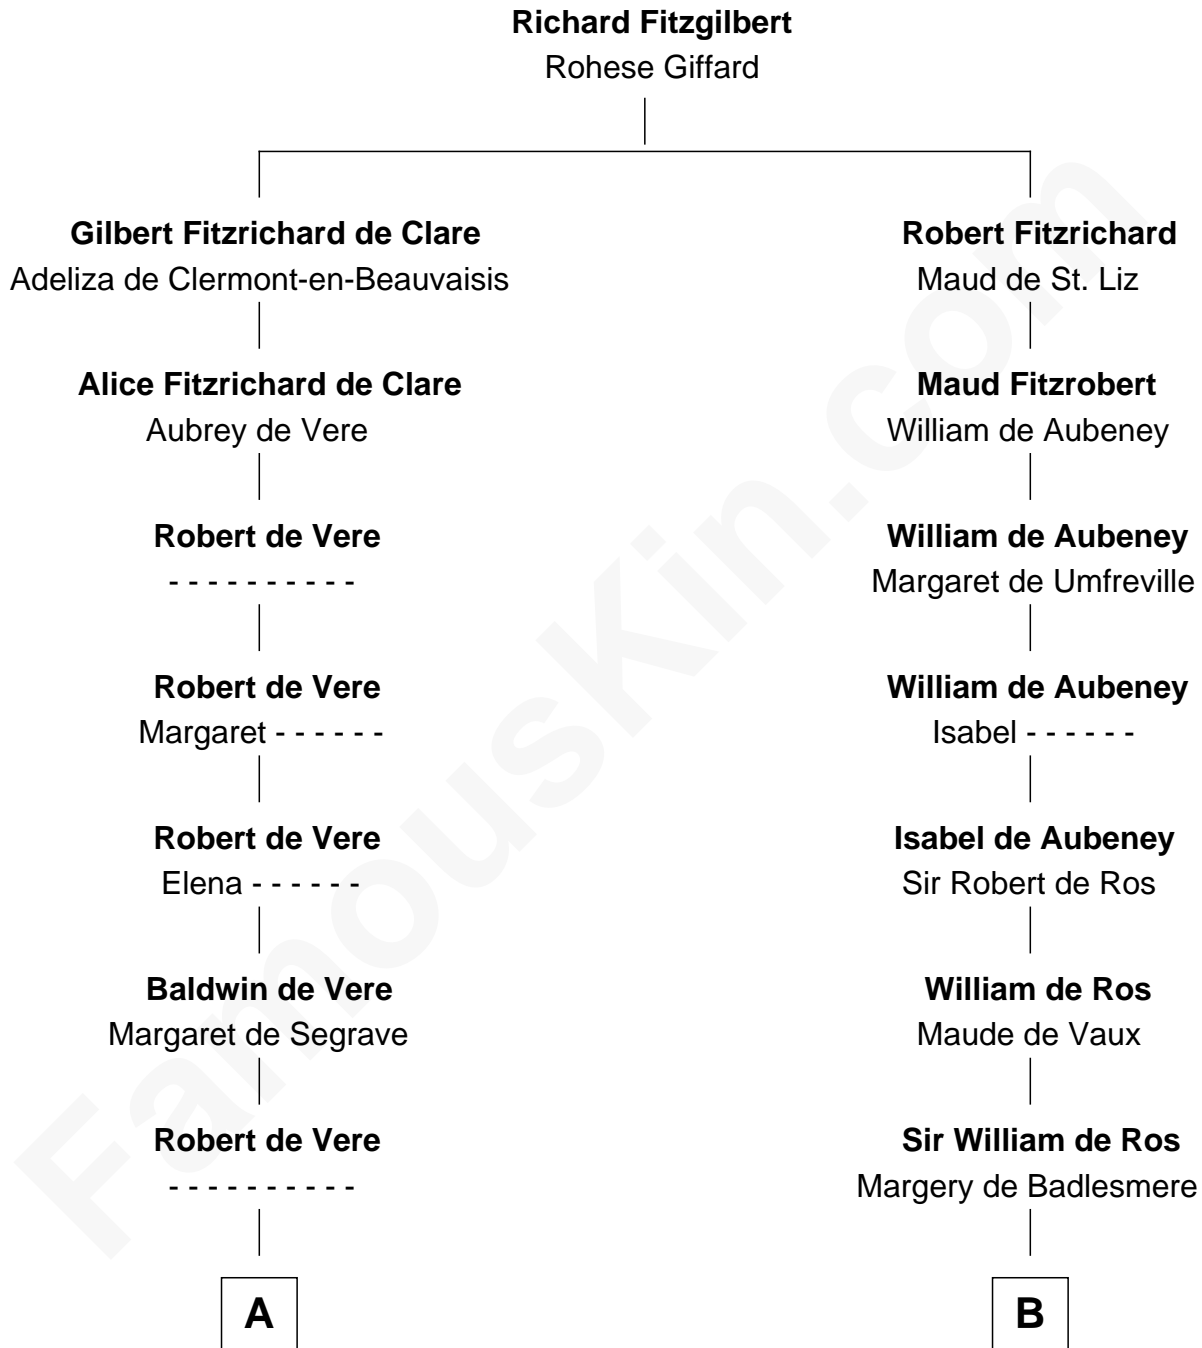 Richard Fitzgilbert
Rohese Giffard
Gilbert Fitzrichard de Clare
Adeliza de Clermont-en-Beauvaisis
Robert Fitzrichard
Maud de St. Liz
Alice Fitzrichard de Clare
Aubrey de Vere
Maud Fitzrobert
William de Aubeney
Robert de Vere
- - - - - - - - - -
William de Aubeney
Margaret de Umfreville
Robert de Vere
Margaret - - - - - -
William de Aubeney
Isabel - - - - - -
Robert de Vere
Elena - - - - - -
Isabel de Aubeney
Sir Robert de Ros
Baldwin de Vere
Margaret de Segrave
William de Ros
Maude de Vaux
Robert de Vere
- - - - - - - - - -
Sir William de Ros
Margery de Badlesmere
A
B
FamousKin.com